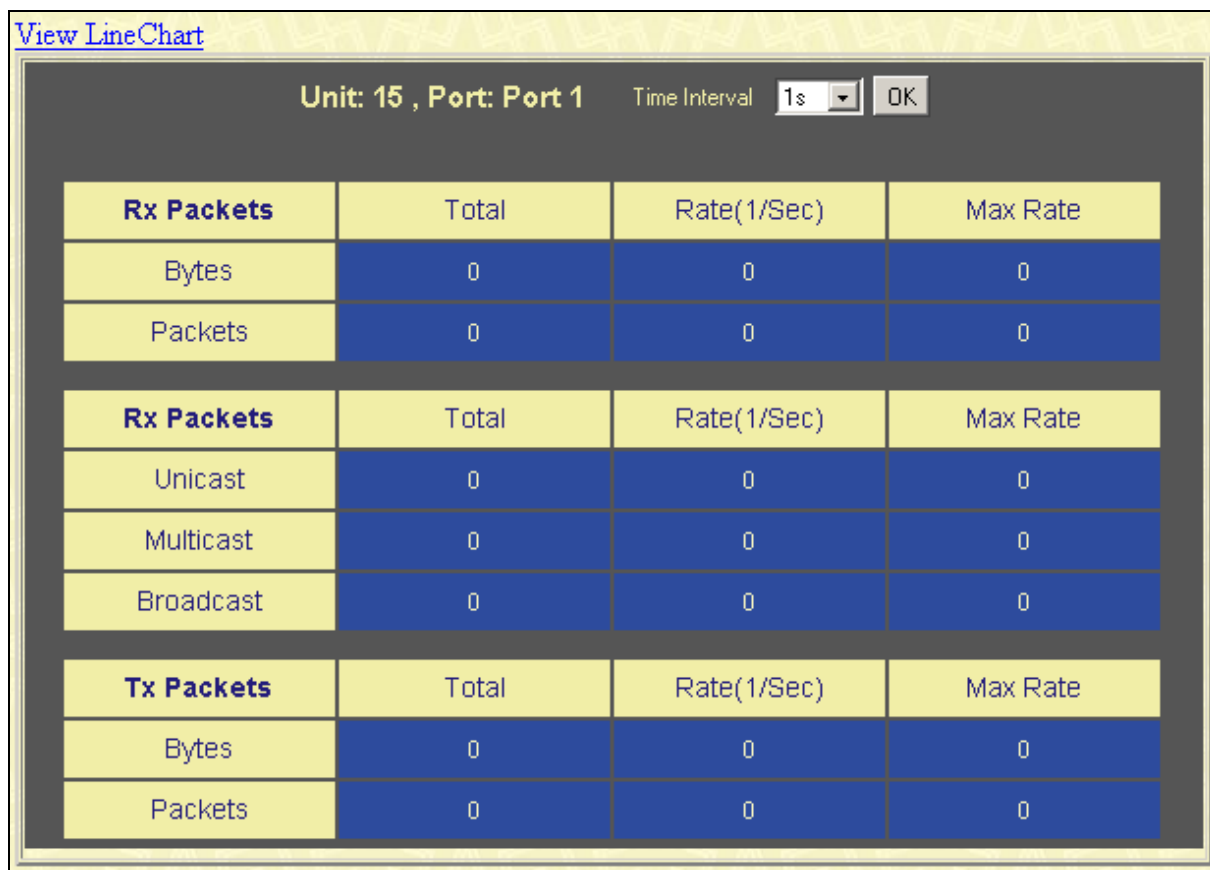 View LineChart
Unit: 15 , Port: Port 1 Time Interval 1s OK
Rx Packets Total Rate(1/Sec) Max Rate
Bytes 0 0 0
Packets 0 0 0
Rx Packets Total Rate(1/Sec) Max Rate
Unicast 0 0 0
Multicast 0 0 0
Broadcast 0 0 0
Tx Packets Total Rate(1/Sec) Max Rate
Bytes 0 0 0
Packets 0 0 0